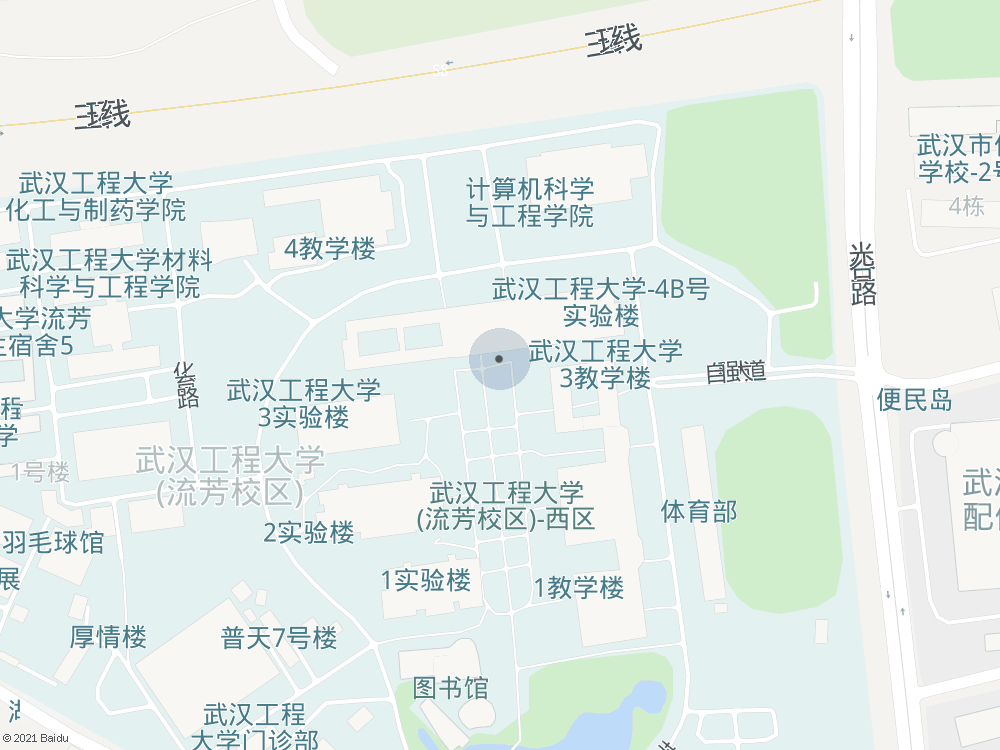 玉线
58
玉线
武汉工程大学
化工与制药学院
计算机科学
与工程学院
4教学楼
武汉工程大学材料
科学与工程学院
4栋
光谷路
武汉工程大学-4B号
实验楼
大学流芳
宿舍5
武汉工程大学
3教学楼
自强道
化育路
便民岛
武汉工程大学
3实验楼
程
学
1号楼
武汉工程大学
(流芳校区)
武汉工程大学
(流芳校区)-西区
体育部
2实验楼
羽毛球馆
展
1实验楼
1教学楼
厚情楼
普天7号楼
图书馆
武汉工程
大学门诊部
武汉市
学校-2号
© 2021 Baidu